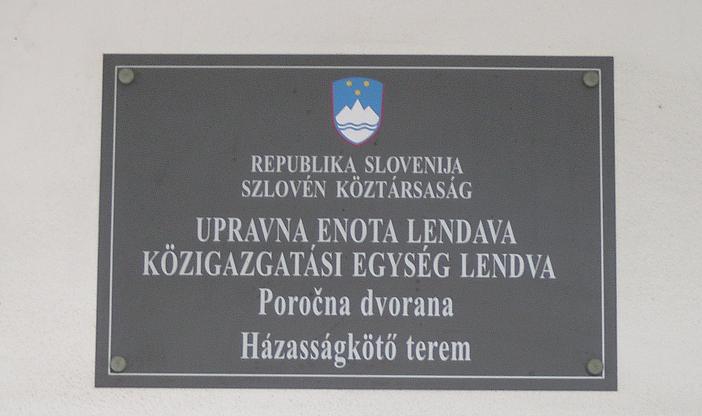 REPUBLIKA SLOVENIJA
SZLOVÉN KÖZTÁRSASÁG
UPRAVNA ENOTA LENDAVA
KÖZIGAZGATÁSI EGYSÉG LENDVA
Poročna dvorana
Házasságkötő terem